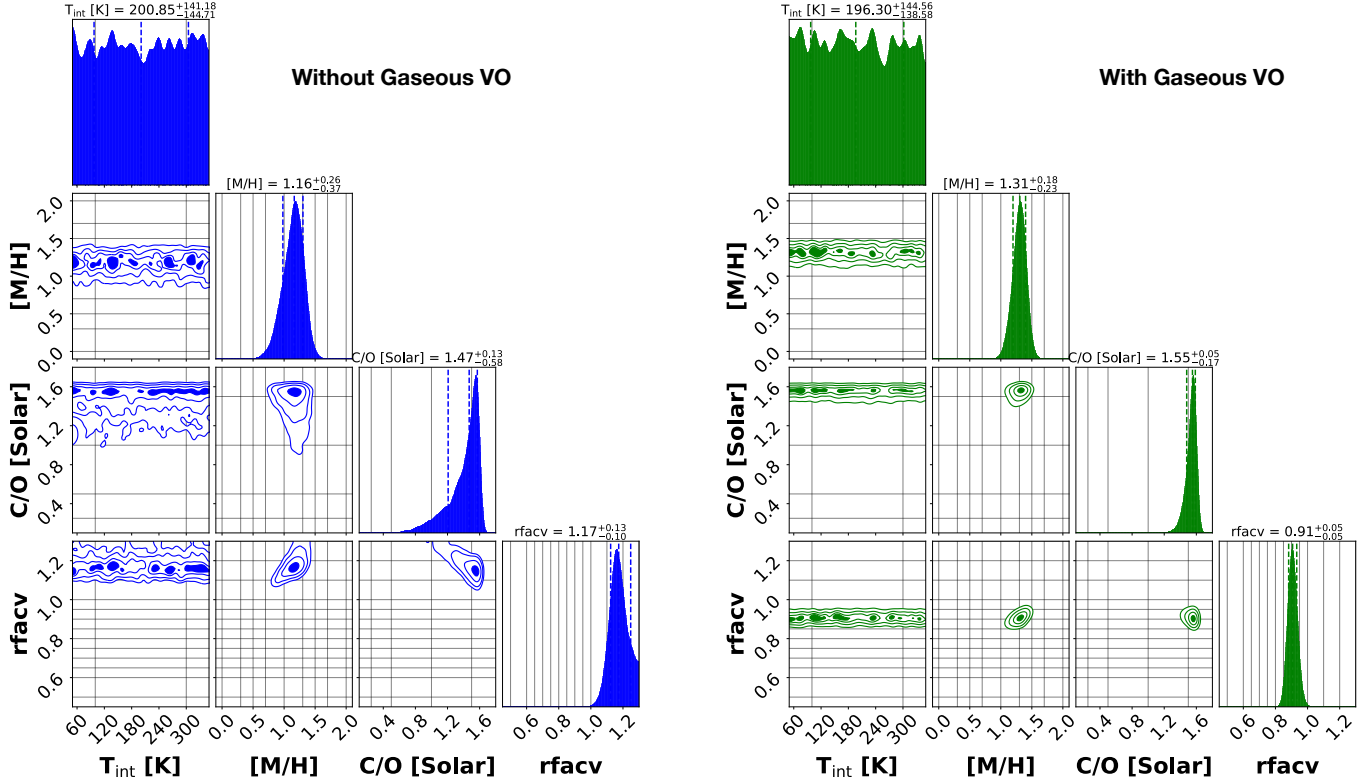 T_int [K] = 200.85^{+141.18}_{-144.71}
Without Gaseous VO
[M/H] = 1.16^{+0.26}_{-0.37}
[M/H]
2.0
1.5
1.0
0.5
0.0
C/O [Solar] = 1.47^{+0.13}_{-0.58}
C/O [Solar]
1.6
1.2
0.8
0.4
rfacv = 1.17^{+0.13}_{-0.10}
rfacv
1.2
1.0
0.8
0.6
60 120 180 240 300
0.0 0.5 1.0 1.5 2.0
0.4 0.8 1.2 1.6
0.6 0.8 1.0 1.2
T_int [K] [M/H] C/O [Solar] rfacv
T_int [K] = 196.30^{+144.56}_{-138.58}
With Gaseous VO
[M/H] = 1.31^{+0.18}_{-0.23}
[M/H]
2.0
1.5
1.0
0.5
0.0
C/O [Solar] = 1.55^{+0.05}_{-0.17}
C/O [Solar]
1.6
1.2
0.8
0.4
rfacv = 0.91^{+0.05}_{-0.05}
rfacv
1.2
1.0
0.8
0.6
60 120 180 240 300
0.0 0.5 1.0 1.5 2.0
0.4 0.8 1.2 1.6
0.6 0.8 1.0 1.2
T_int [K] [M/H] C/O [Solar] rfacv